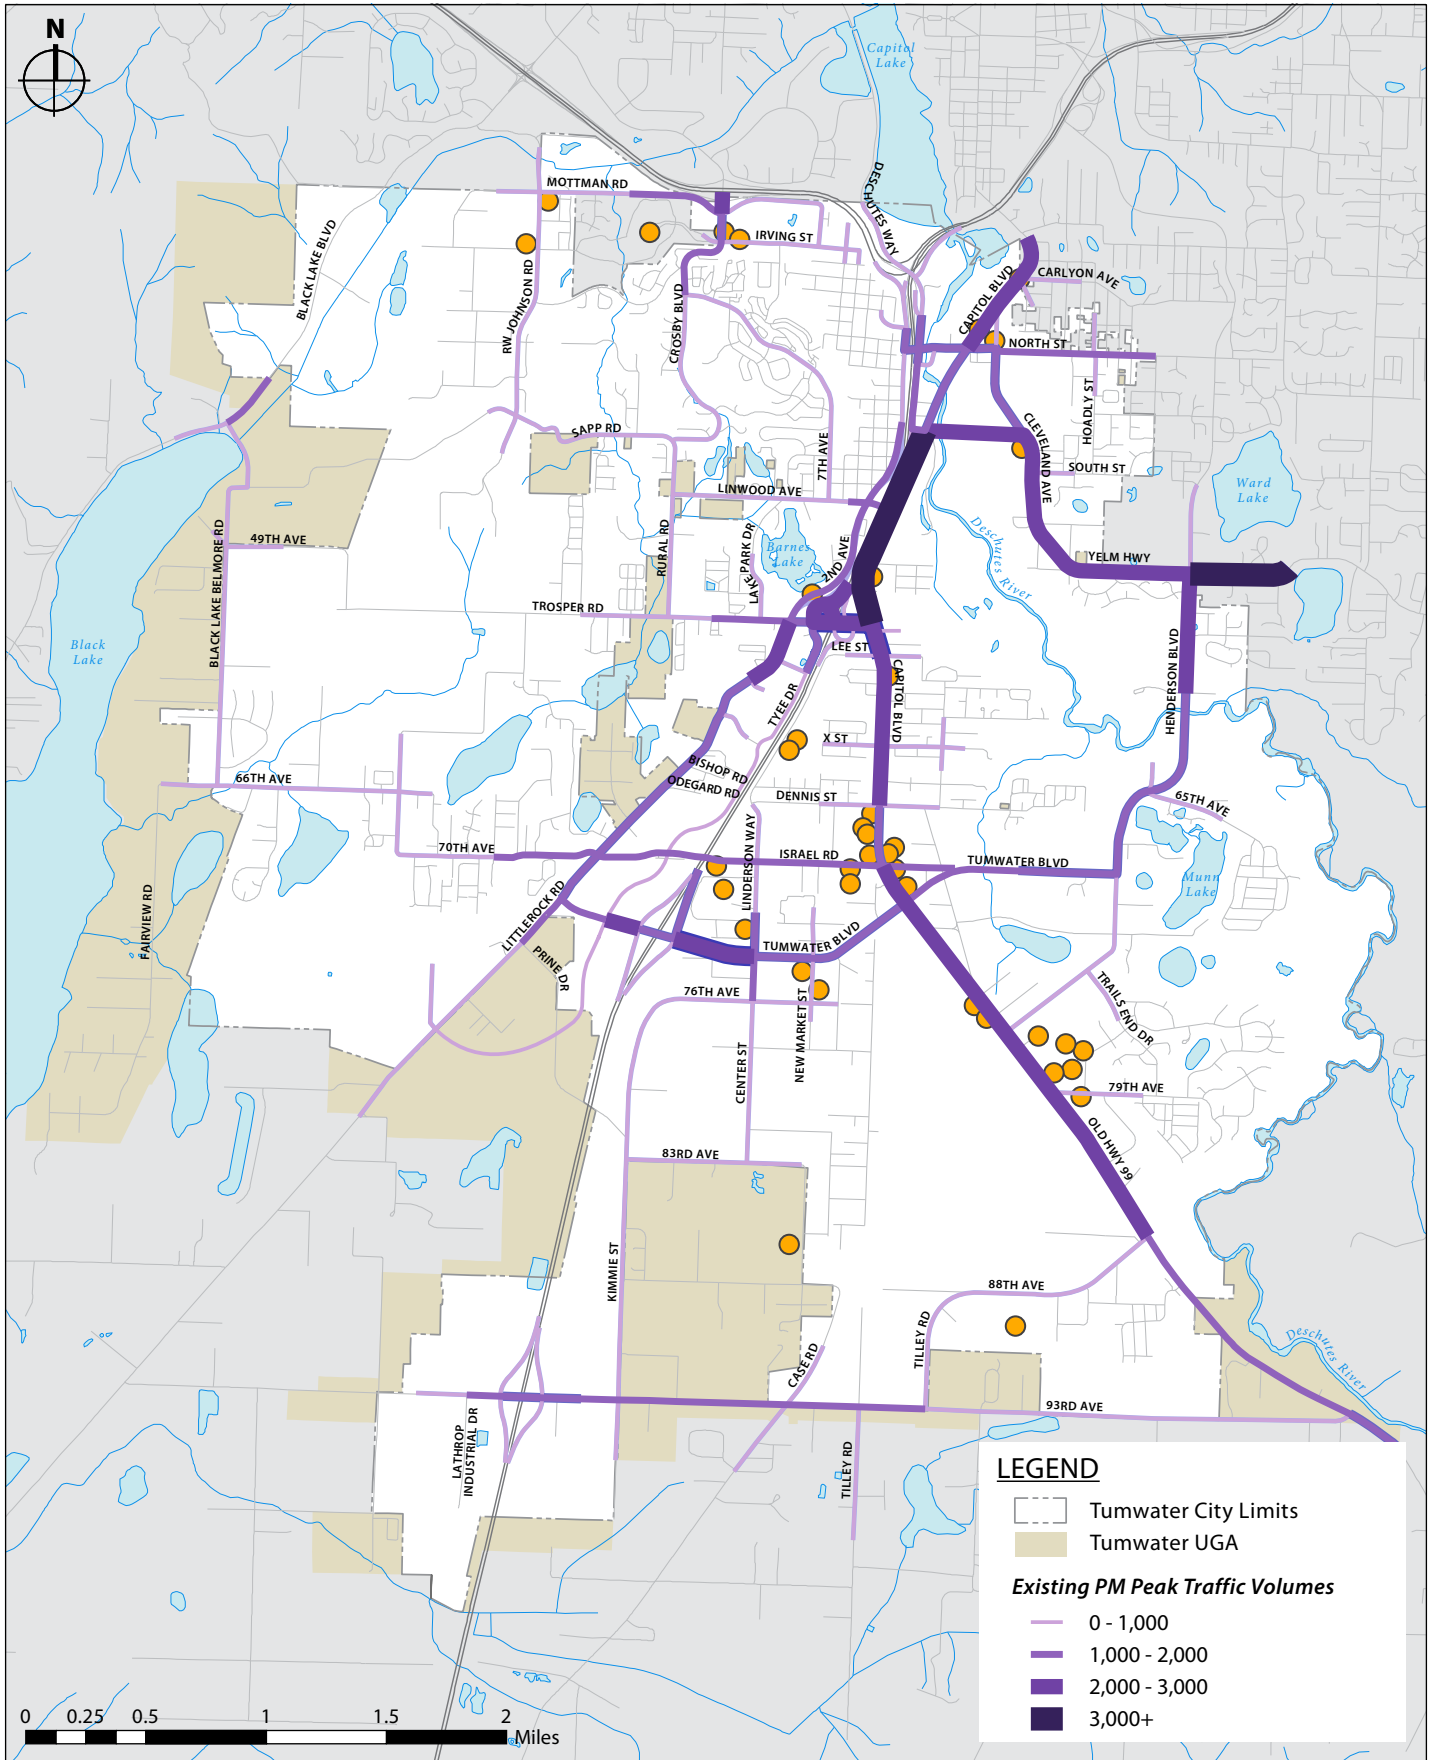 N
Capitol
Lake
MOTTMAN RD
DESCHUTES WAY
IRVING ST
BLACK LAKE BLVD
RW JOHNSON RD
CROSBY BLVD
CAPITOL BLVD
CARLYON AVE
NORTH ST
HOADLY ST
SAPP RD
7TH AVE
CLEVELAND AVE
SOUTH ST
LINWOOD AVE
Ward
Lake
49TH AVE
BLACK LAKE BELMORE RD
RURAL RD
LAKE PARK DR
Barnes
Lake
2ND AVE
Deschutes
River
YELM HWY
TROSPER RD
Black
Lake
LEE ST
CAPITOL BLVD
HENDERSON BLVD
TYEE DR
X ST
BISHOP RD
ODEGARD RD
66TH AVE
DENNIS ST
65TH AVE
LINDERSON WAY
70TH AVE
ISRAEL RD
TUMWATER BLVD
Munn
Lake
FAIRVIEW RD
LITTLEROCK RD
TUMWATER BLVD
PRINE DR
76TH AVE
NEW MARKET ST
TRAILS END DR
CENTER ST
79TH AVE
OLD HWY 99
83RD AVE
KIMMIE ST
88TH AVE
TILLEY RD
CASE RD
Deschutes
River
93RD AVE
LATHROP
INDUSTRIAL DR
TILLEY RD
LEGEND
Tumwater City Limits
Tumwater UGA
Existing PM Peak Traffic Volumes
0 - 1,000
1,000 - 2,000
2,000 - 3,000
3,000+
0 0.25 0.5 1 1.5 2
Miles